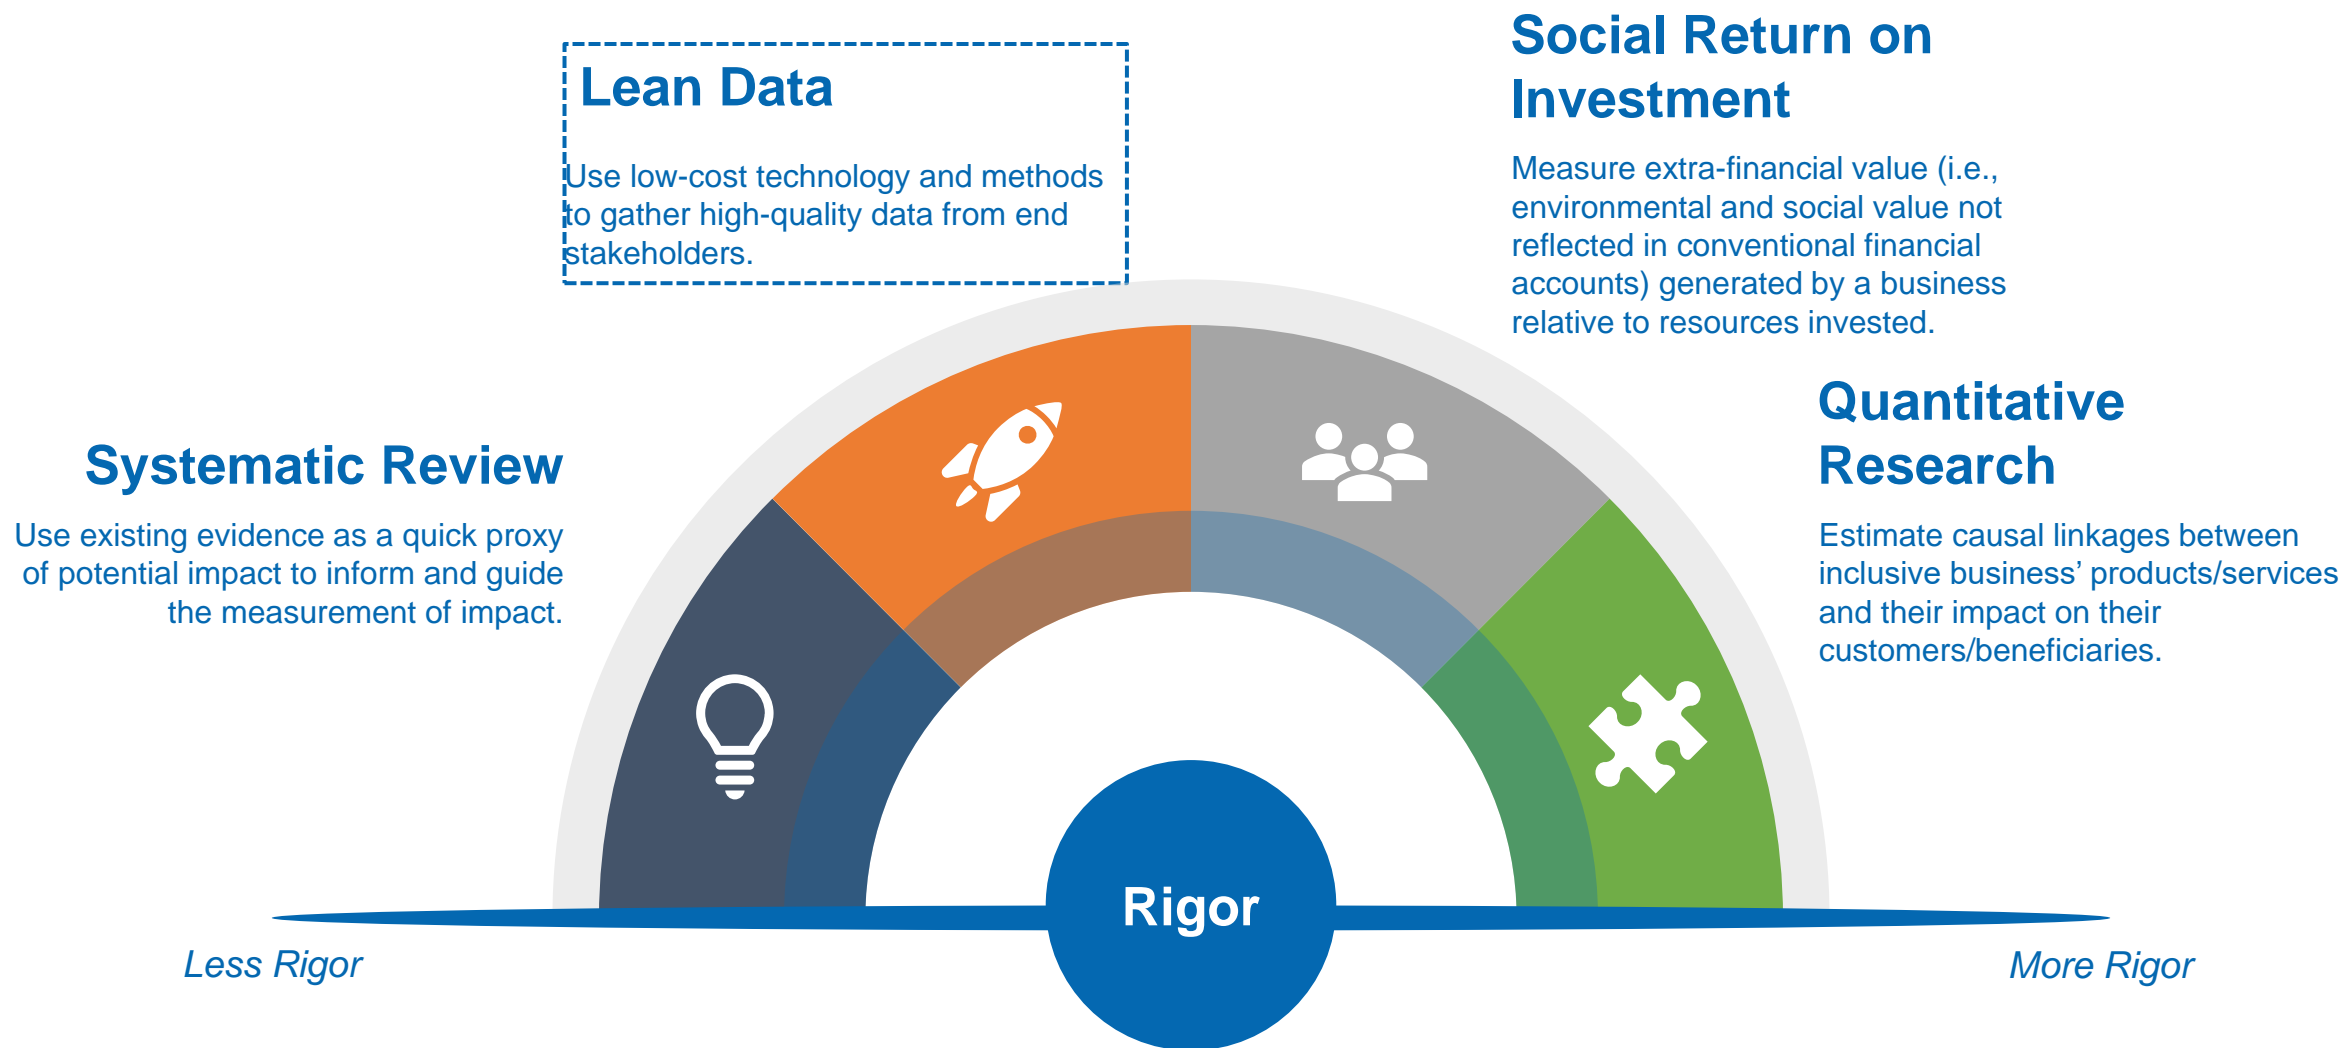 Lean Data
Use low-cost technology and methods
to gather high-quality data from end
stakeholders.
Social Return on
Investment
Measure extra-financial value (i.e.,
environmental and social value not
reflected in conventional financial
accounts) generated by a business
relative to resources invested.
Systematic Review
Use existing evidence as a quick proxy
of potential impact to inform and guide
the measurement of impact.
Quantitative
Research
Estimate causal linkages between
inclusive business’ products/services
and their impact on their
customers/beneficiaries.
Rigor
Less Rigor
More Rigor